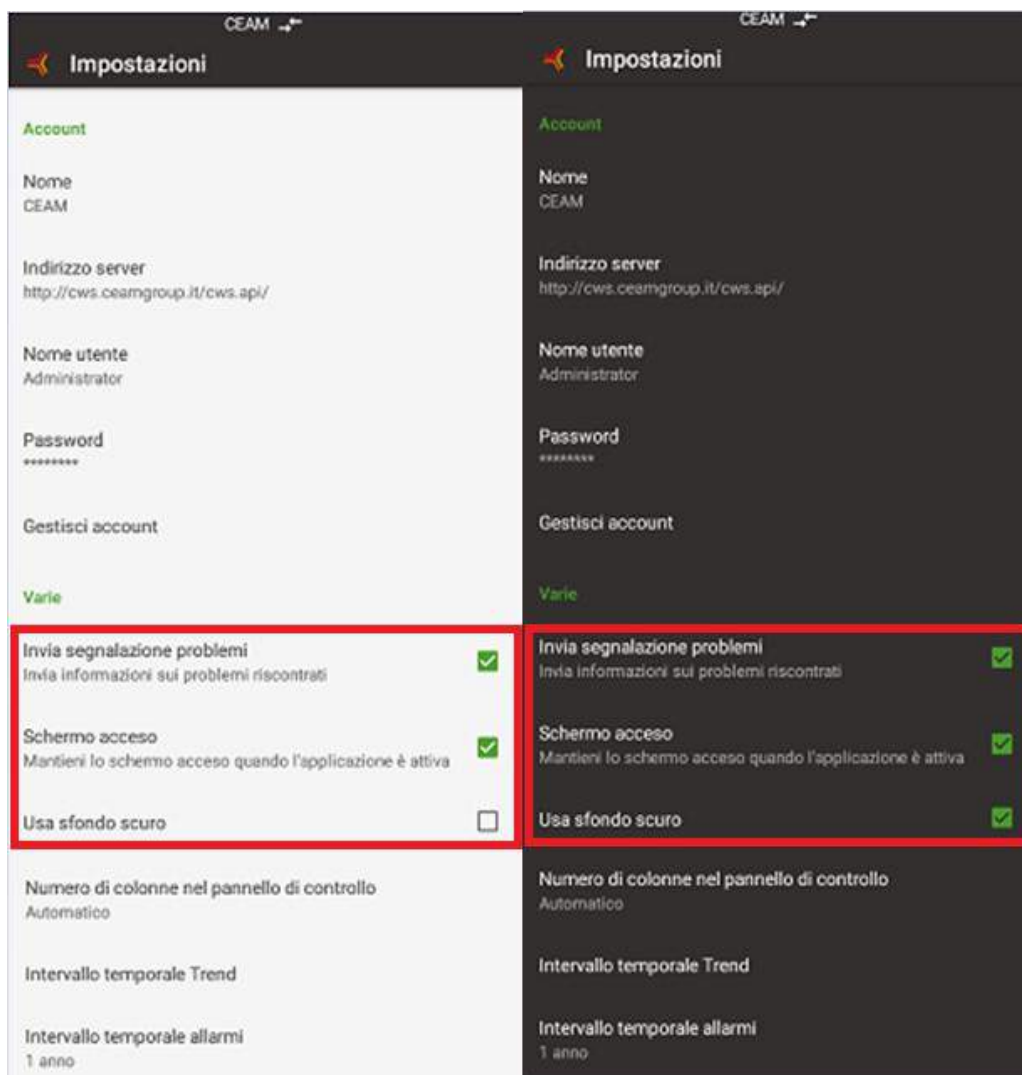 CEAM
Impostazioni
Account
Nome
CEAM
Indirizzo server
http://cws.ceamgroup.it/cws.api/
Nome utente
Administrator
Password
********
Gestisci account
Varie
Invia segnalazione problemi
Invia informazioni sui problemi riscontrati
Schermo acceso
Mantieni lo schermo acceso quando l'applicazione è attiva
Usa sfondo scuro
Numero di colonne nel pannello di controllo
Automatico
Intervallo temporale Trend
Intervallo temporale allarmi
1 anno
CEAM
Impostazioni
Account
Nome
CEAM
Indirizzo server
http://cws.ceamgroup.it/cws.api/
Nome utente
Administrator
Password
********
Gestisci account
Varie
Invia segnalazione problemi
Invia informazioni sui problemi riscontrati
Schermo acceso
Mantieni lo schermo acceso quando l'applicazione è attiva
Usa sfondo scuro
Numero di colonne nel pannello di controllo
Automatico
Intervallo temporale Trend
Intervallo temporale allarmi
1 anno